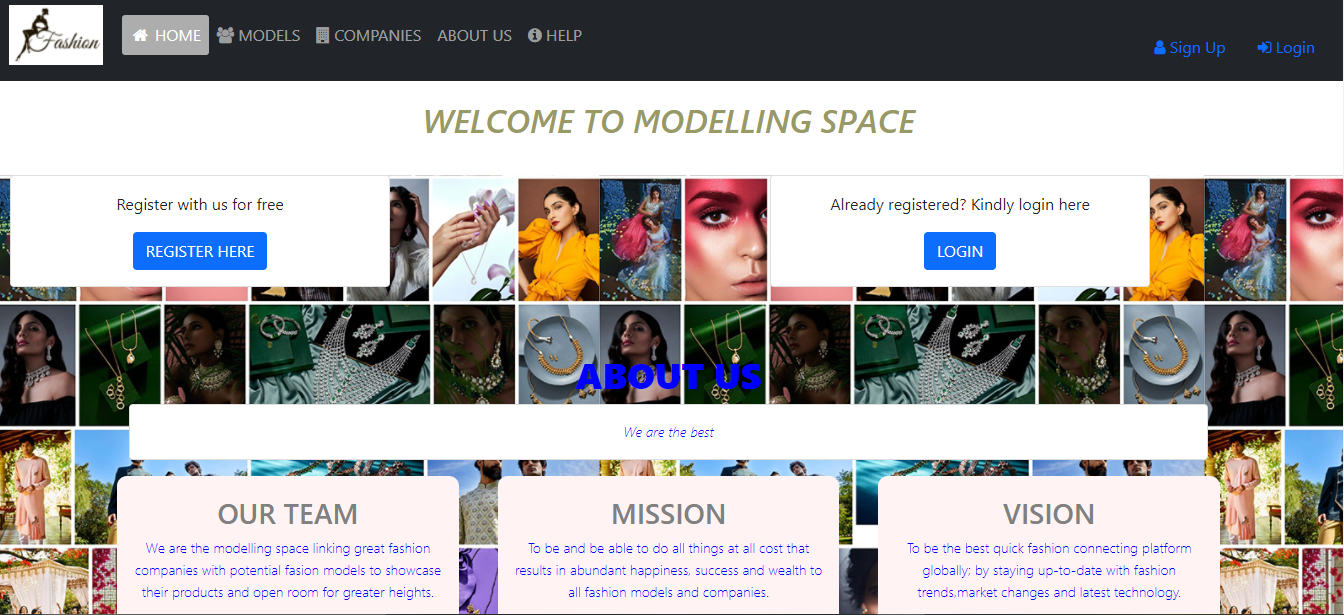 Fashion
HOME MODELS COMPANIES ABOUT US HELP
Sign Up Login
WELCOME TO MODELLING SPACE
Register with us for free
REGISTER HERE
Already registered? Kindly login here
LOGIN
ABOUT US
We are the best
OUR TEAM
We are the modelling space linking great fashion
companies with potential fasion models to showcase
their products and open room for greater heights.
MISSION
To be and be able to do all things at all cost that
results in abundant happiness, success and wealth to
all fashion models and companies.
VISION
To be the best quick fashion connecting platform
globally; by staying up-to-date with fashion
trends,market changes and latest technology.